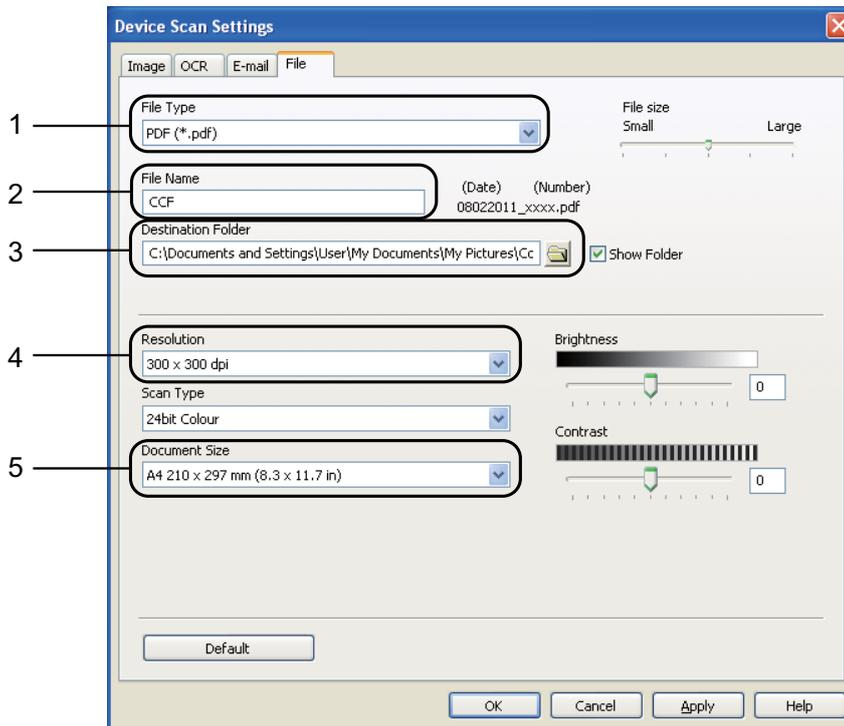 Device Scan Settings
Image OCR E-mail File
1
File Type
PDF (*.pdf)
File size
Small Large
2
File Name
CCF
(Date) (Number)
08022011_xxxx.pdf
3
Destination Folder
C:\Documents and Settings\User\My Documents\My Pictures\Cc
Show Folder
4
Resolution
300 x 300 dpi
Scan Type
24bit Colour
5
Document Size
A4 210 x 297 mm (8.3 x 11.7 in)
Brightness
0
Contrast
0
Default
OK Cancel Apply Help